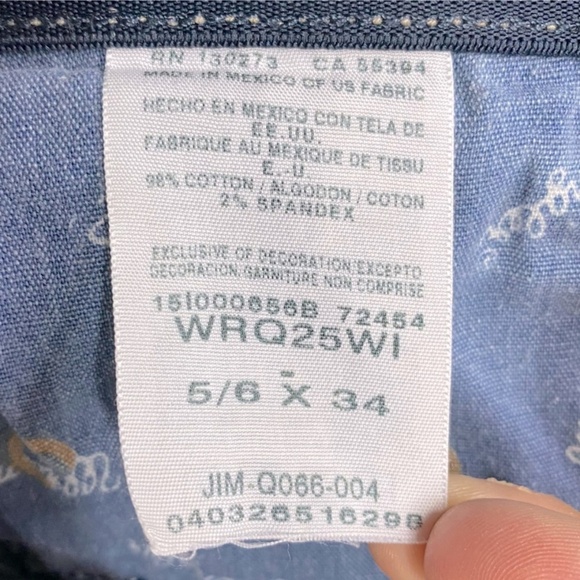 RN 130273 CA 55394
MADE IN MEXICO OF US FABRIC
HECHO EN MEXICO CON TELA DE
EE.UU.
FABRIQUE AU MEXIQUE DE TISSU
E.-U.
98% COTTON / ALGODON / COTON
2% SPANDEX
EXCLUSIVE OF DECORATION/EXCEPTO
DECORACION/GARNITURE NON COMPRISE
15I000656B 72454
WRQ25WI
-
5/6 X 34
JIM-Q066-004
040326516298